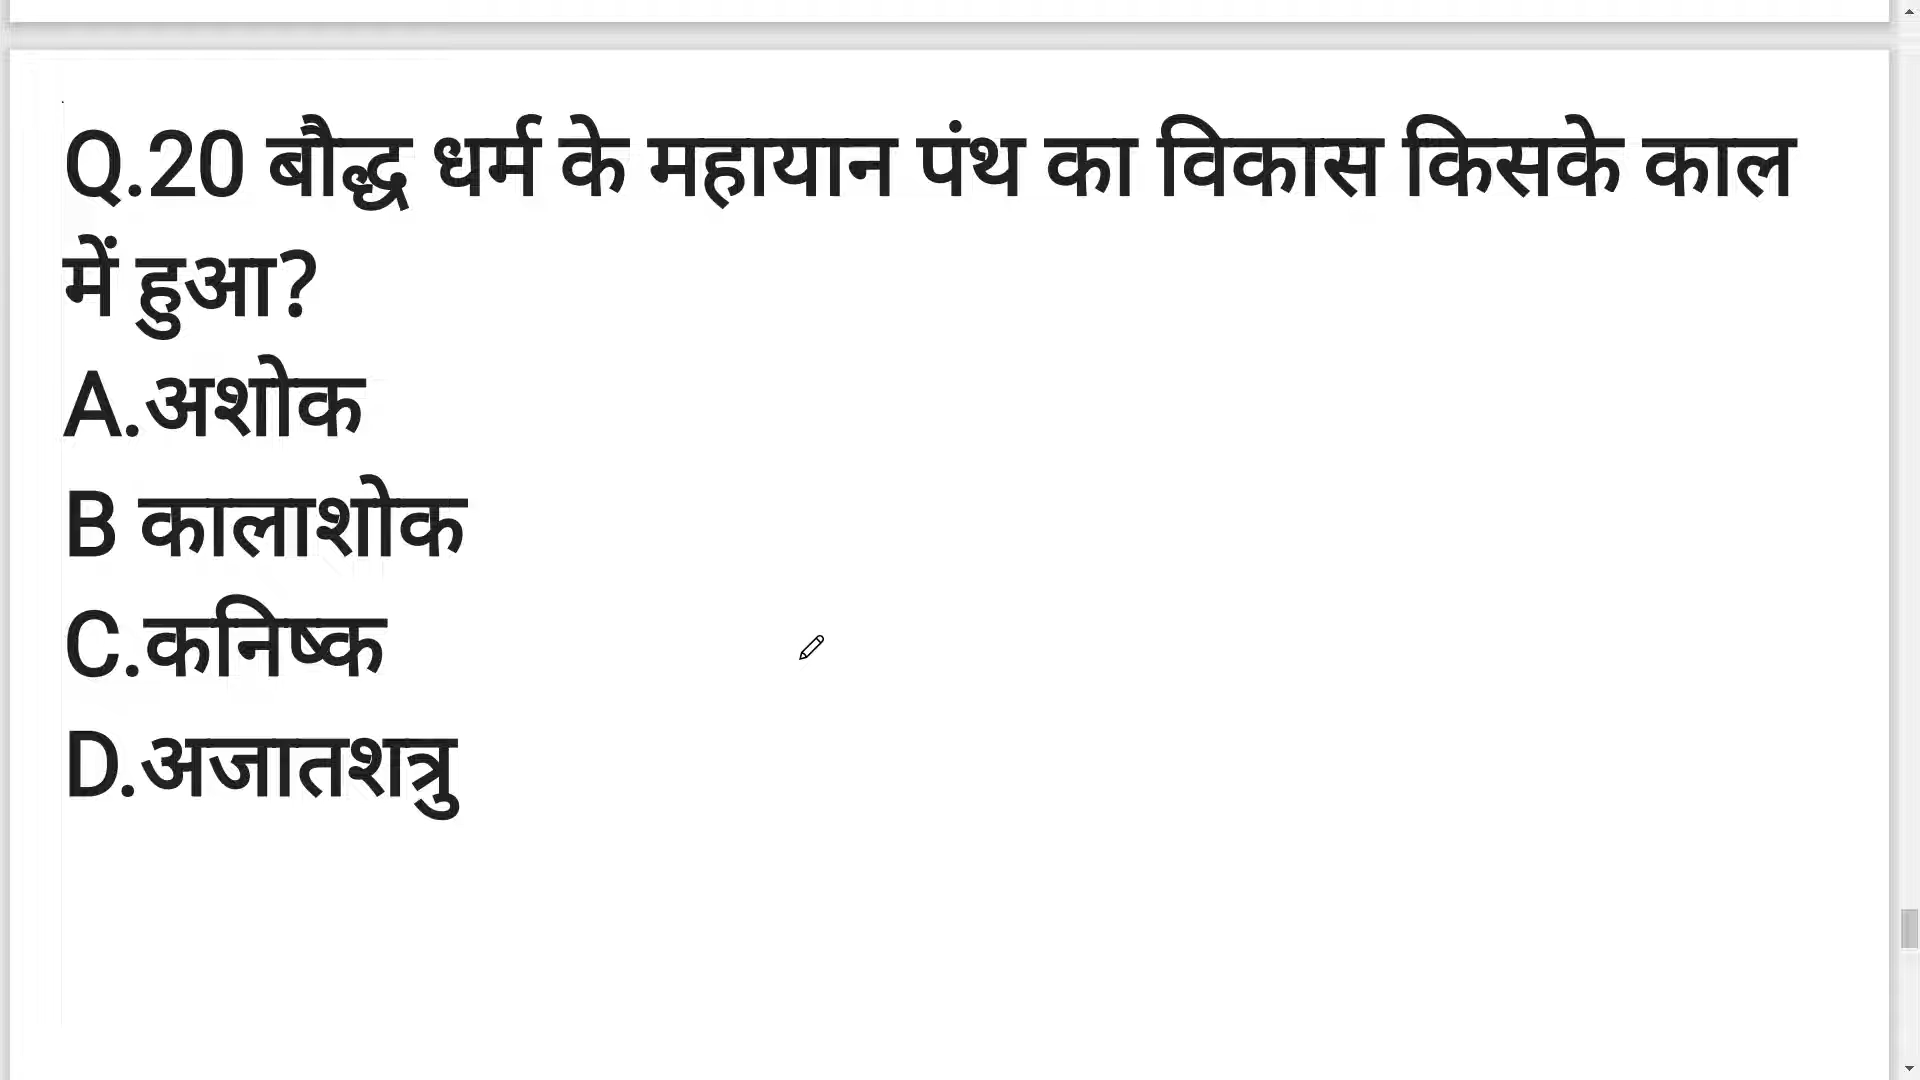 Q.20 बौद्ध धर्म के महायान पंथ का विकास किसके काल
में हुआ?
A.अशोक
B कालाशोक
C.कनिष्क
D.अजातशत्रु